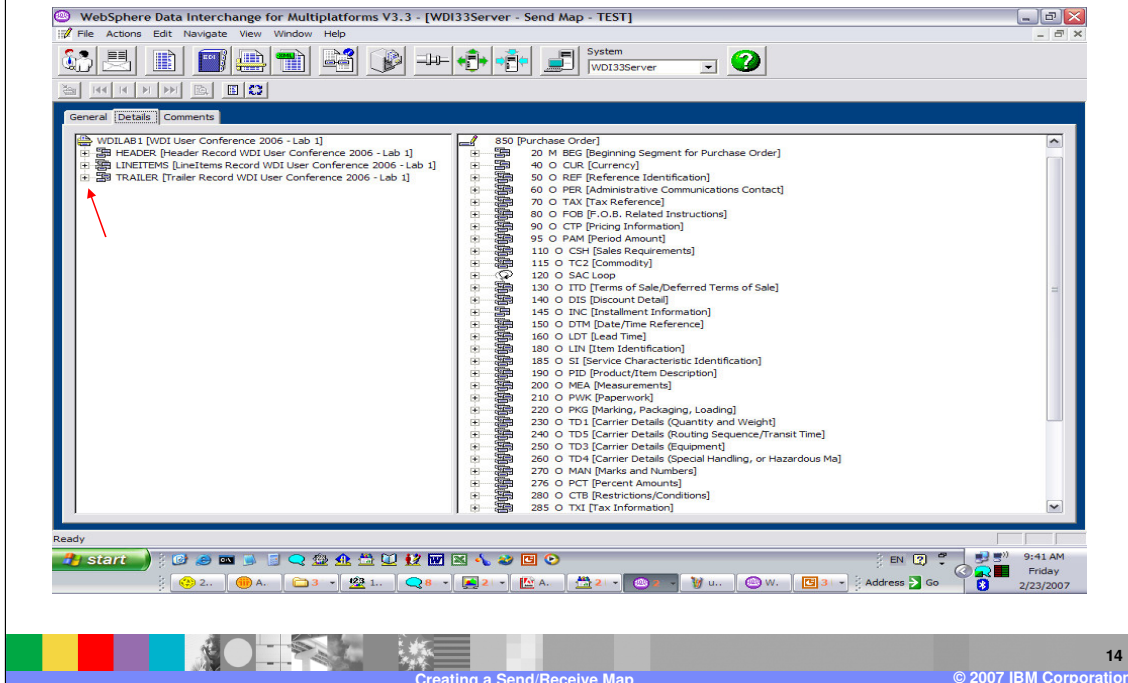 WebSphere Data Interchange for Multiplatforms V3.3 - [WDI33Server - Send Map - TEST]
File Actions Edit Navigate View Window Help
System
WDI33Server
General Details Comments
WDILAB1 [WDI User Conference 2006 - Lab 1]
HEADER [Header Record WDI User Conference 2006 - Lab 1]
LINEITEMS [LineItems Record WDI User Conference 2006 - Lab 1]
TRAILER [Trailer Record WDI User Conference 2006 - Lab 1]
850 [Purchase Order]
20 M BEG [Beginning Segment for Purchase Order]
40 O CUR [Currency]
50 O REF [Reference Identification]
60 O PER [Administrative Communications Contact]
70 O TAX [Tax Reference]
80 O FOB [F.O.B. Related Instructions]
90 O CTP [Pricing Information]
95 O PAM [Period Amount]
110 O CSH [Sales Requirements]
115 O TC2 [Commodity]
120 O SAC Loop
130 O ITD [Terms of Sale/Deferred Terms of Sale]
140 O DIS [Discount Detail]
145 O INC [Installment Information]
150 O DTM [Date/Time Reference]
160 O LDT [Lead Time]
180 O LIN [Item Identification]
185 O SI [Service Characteristic Identification]
190 O PID [Product/Item Description]
200 O MEA [Measurements]
210 O PWK [Paperwork]
220 O PKG [Marking, Packaging, Loading]
230 O TD1 [Carrier Details (Quantity and Weight)]
240 O TD5 [Carrier Details (Routing Sequence/Transit Time]
250 O TD3 [Carrier Details (Equipment]
260 O TD4 [Carrier Details (Special Handling, or Hazardous Ma]
270 O MAN [Marks and Numbers]
276 O PCT [Percent Amounts]
280 O CTB [Restrictions/Conditions]
285 O TXI [Tax Information]
Ready
start
EN
9:41 AM
2.. A. 3 1.. 8 2 A. 2 2 u.. W. 3 Address Go
Friday
2/23/2007
14
Creating a Send/Receive Map
© 2007 IBM Corporation